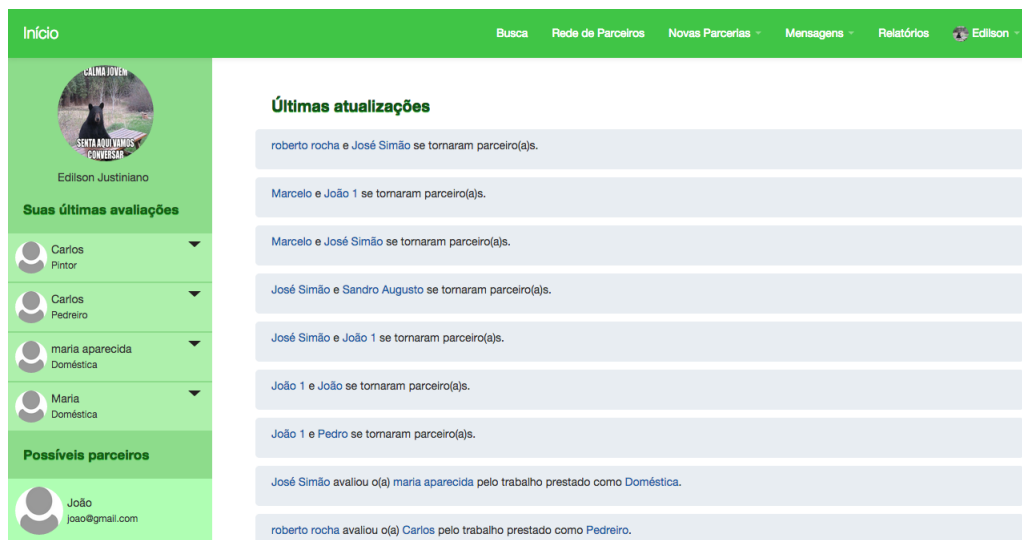 Início
Busca
Rede de Parceiros
Novas Parcerias
Mensagens
Relatórios
Edilson
CALMA JOVEM
SENTA AQUI VAMOS
CONVERSAR
Edilson Justiniano
Suas últimas avaliações
Carlos
Pintor
Carlos
Pedreiro
maria aparecida
Doméstica
Maria
Doméstica
Possíveis parceiros
João
joao@gmail.com
Últimas atualizações
roberto rocha e José Simão se tornaram parceiro(a)s.
Marcelo e João 1 se tornaram parceiro(a)s.
Marcelo e José Simão se tornaram parceiro(a)s.
José Simão e Sandro Augusto se tornaram parceiro(a)s.
José Simão e João 1 se tornaram parceiro(a)s.
João 1 e João se tornaram parceiro(a)s.
João 1 e Pedro se tornaram parceiro(a)s.
José Simão avaliou o(a) maria aparecida pelo trabalho prestado como Doméstica.
roberto rocha avaliou o(a) Carlos pelo trabalho prestado como Pedreiro.